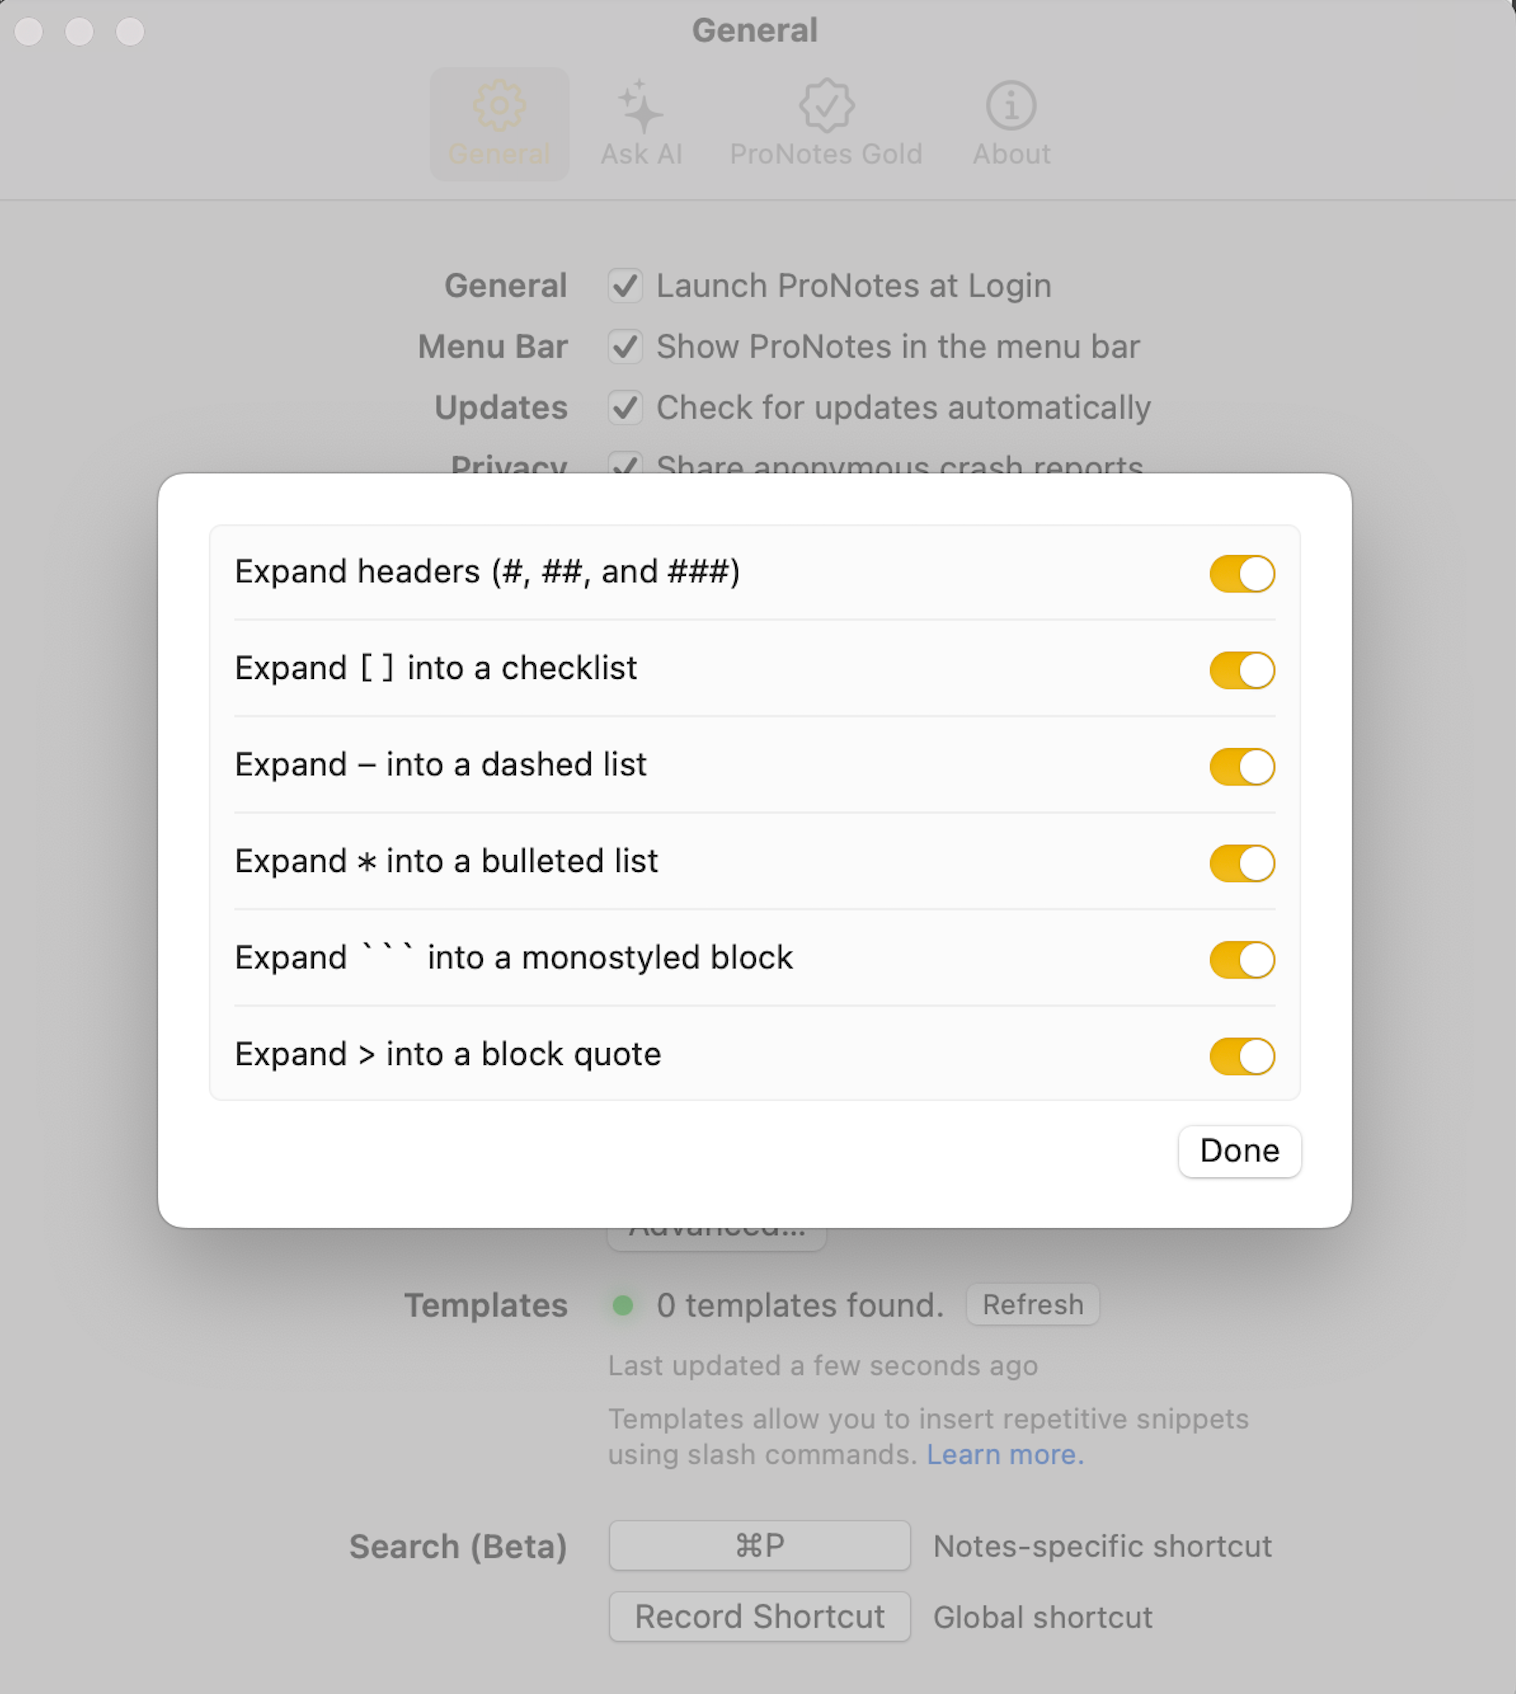 General
General
Ask AI
ProNotes Gold
About
General
Launch ProNotes at Login
Menu Bar
Show ProNotes in the menu bar
Updates
Check for updates automatically
Privacy
Share anonymous crash reports
Expand headers (#, ##, and ###)
Expand [ ] into a checklist
Expand – into a dashed list
Expand * into a bulleted list
Expand ``` into a monostyled block
Expand > into a block quote
Done
Advanced...
Templates
0 templates found.
Refresh
Last updated a few seconds ago
Templates allow you to insert repetitive snippets
using slash commands. Learn more.
Search (Beta)
⌘P
Notes-specific shortcut
Record Shortcut
Global shortcut